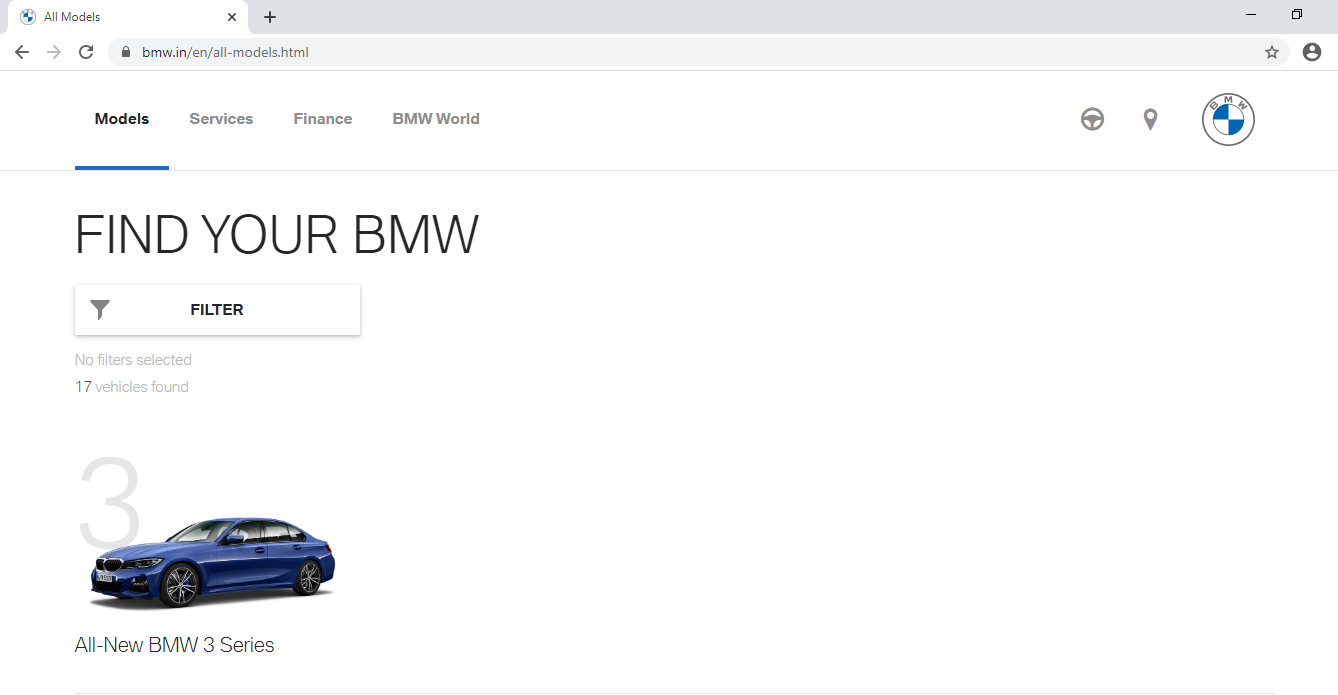 All Models
bmw.in/en/all-models.html
Models Services Finance BMW World
BMW
FIND YOUR BMW
FILTER
No filters selected
17 vehicles found
3
All-New BMW 3 Series